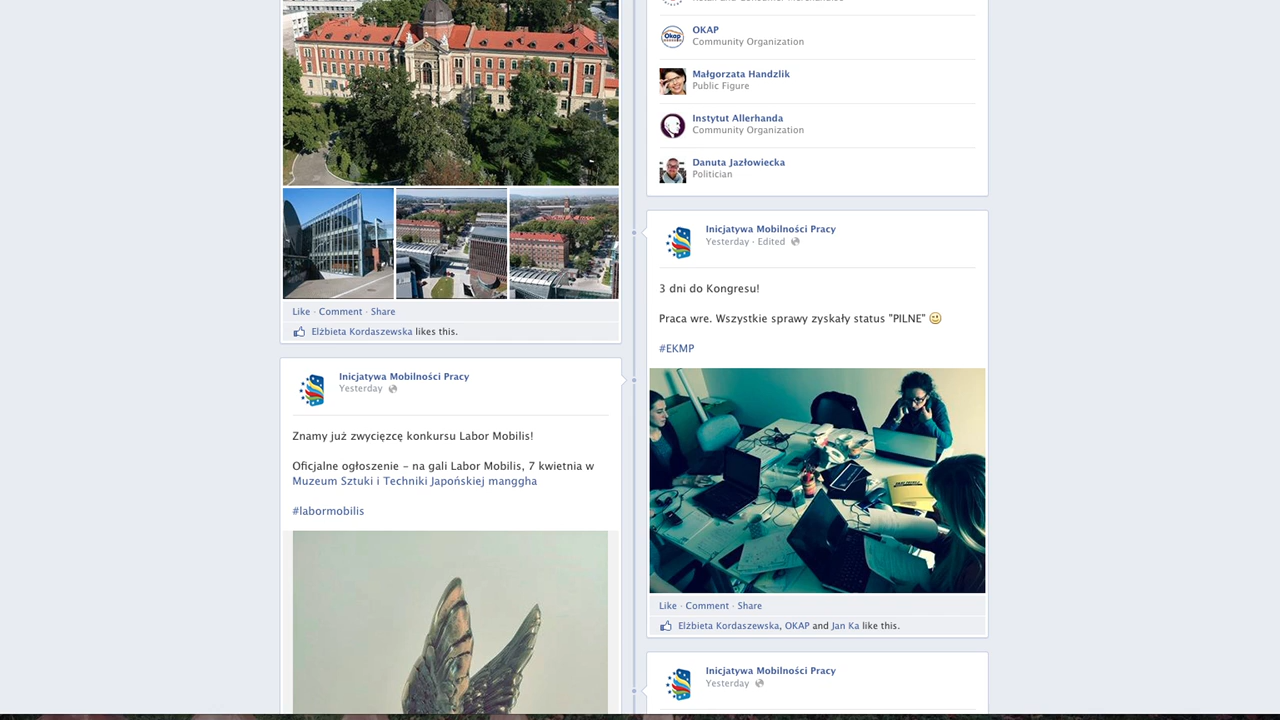 Like · Comment · Share
Elżbieta Kordaszewska likes this.
Inicjatywa Mobilności Pracy
Yesterday
Znamy już zwycięzcę konkursu Labor Mobilis!
Oficjalne ogłoszenie – na gali Labor Mobilis, 7 kwietnia w
Muzeum Sztuki i Techniki Japońskiej manggha
#labormobilis
OKAP
Community Organization
Małgorzata Handzlik
Public Figure
Instytut Allerhanda
Community Organization
Danuta Jazłowiecka
Politician
Inicjatywa Mobilności Pracy
Yesterday · Edited
3 dni do Kongresu!
Praca wre. Wszystkie sprawy zyskały status "PILNE"
#EKMP
Like · Comment · Share
Elżbieta Kordaszewska, OKAP and Jan Ka like this.
Inicjatywa Mobilności Pracy
Yesterday